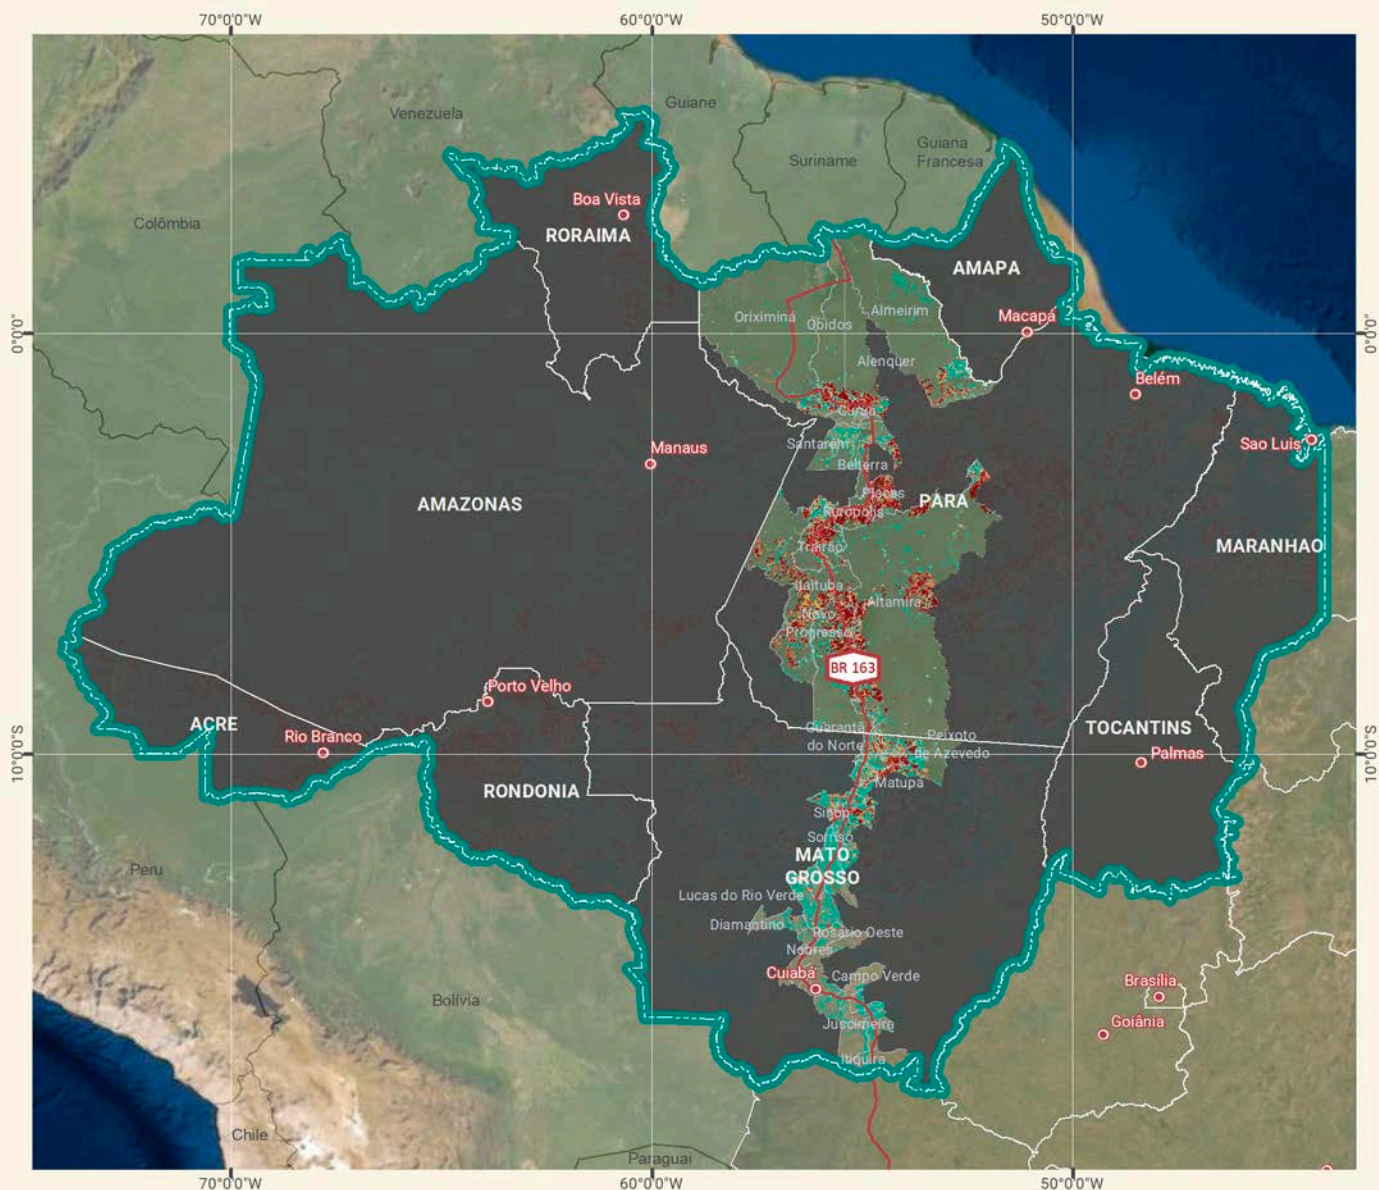 70°0'0"W
60°0'0"W
50°0'0"W
Guiane
Venezuela
Suriname
Guiana
Francesa
Colômbia
Boa Vista
RORAIMA
AMAPA
Almeirim
Oriximiná
Óbidos
Macapá
0°0'0"
0°0'0"
Alenquer
Belém
Curuá
Santarém
Sao Luis
Manaus
Belterra
Placas
AMAZONAS
PARA
Rurópolis
Trairão
MARANHAO
Itaituba
Altamira
Novo
Progresso
BR 163
Porto Velho
ACRE
Rio Branco
Guarantã
do Norte
Peixoto
de Azevedo
TOCANTINS
Palmas
10°0'0"S
10°0'0"S
Matupá
RONDONIA
Sinop
Sorriso
MATO
GROSSO
Peru
Lucas do Rio Verde
Diamantino
Rosário Oeste
Nobres
Cuiabá
Campo Verde
Brasília
Bolívia
Goiânia
Juscimeira
Itiquira
Chile
Paraguai
70°0'0"W
60°0'0"W
50°0'0"W